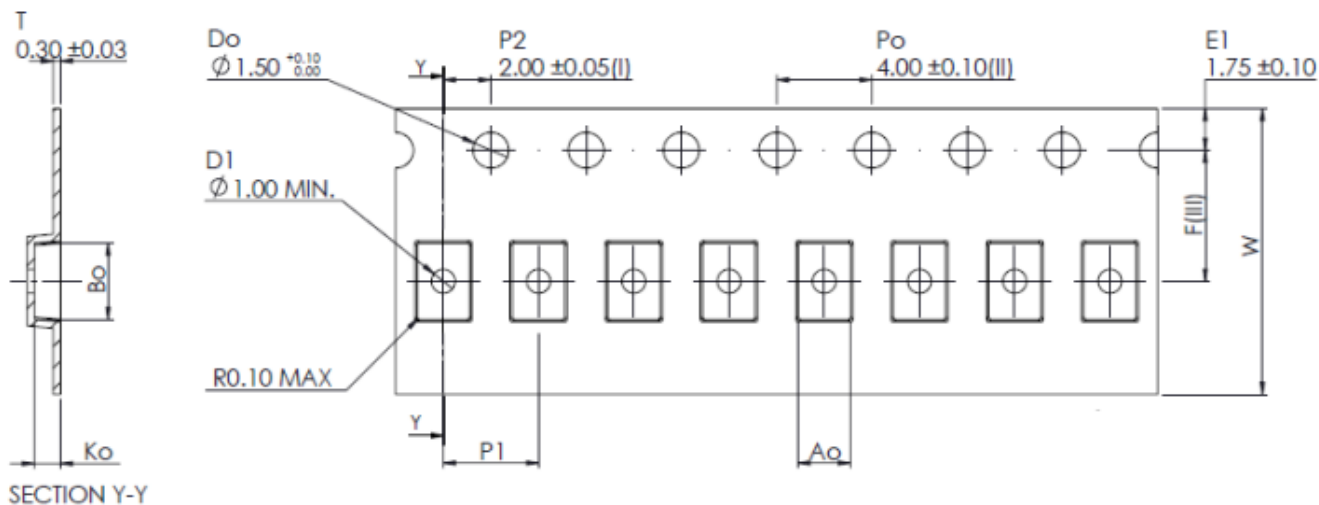 T
0.30 ±0.03
Do
Ø 1.50 +0.10 0.00
P2
2.00 ±0.05(I)
Po
4.00 ±0.10(II)
E1
1.75 ±0.10
Y
D1
Ø 1.00 MIN.
F(III)
W
Bo
R0.10 MAX
Y
P1
Ao
Ko
SECTION Y-Y